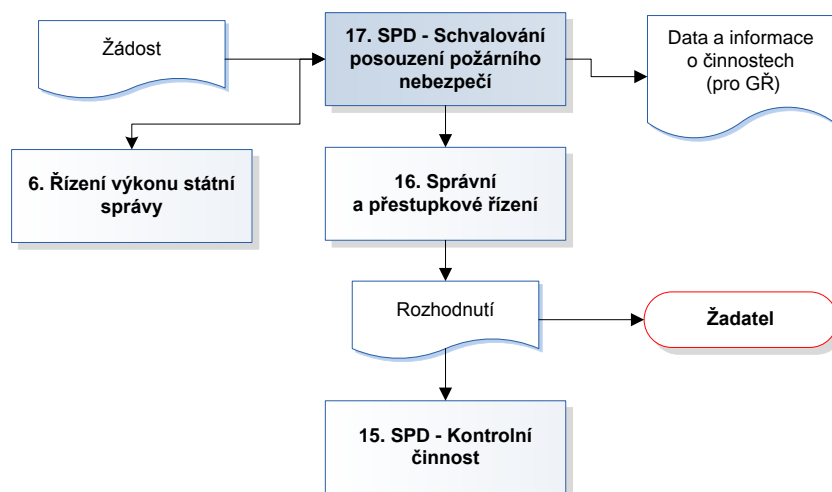 Žádost
17. SPD - Schvalování
posouzení požárního
nebezpečí
Data a informace
o činnostech
(pro GŘ)
6. Řízení výkonu státní
správy
16. Správní
a přestupkové řízení
Rozhodnutí
Žadatel
15. SPD - Kontrolní
činnost